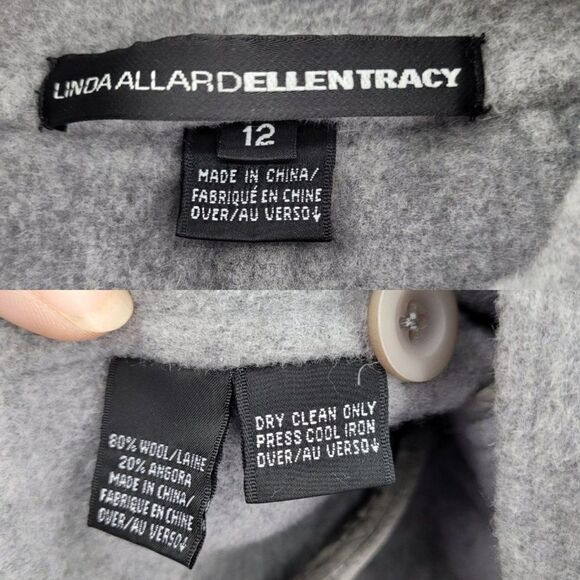 LINDA ALLARD ELLEN TRACY
12
MADE IN CHINA/
FABRIQUÉ EN CHINE
OVER/AU VERSO↓
80% WOOL/LAINE
20% ANGORA
MADE IN CHINA/
FABRIQUÉ EN CHINE
OVER/AU VERSO↓
DRY CLEAN ONLY
PRESS COOL IRON
OVER/AU VERSO↓